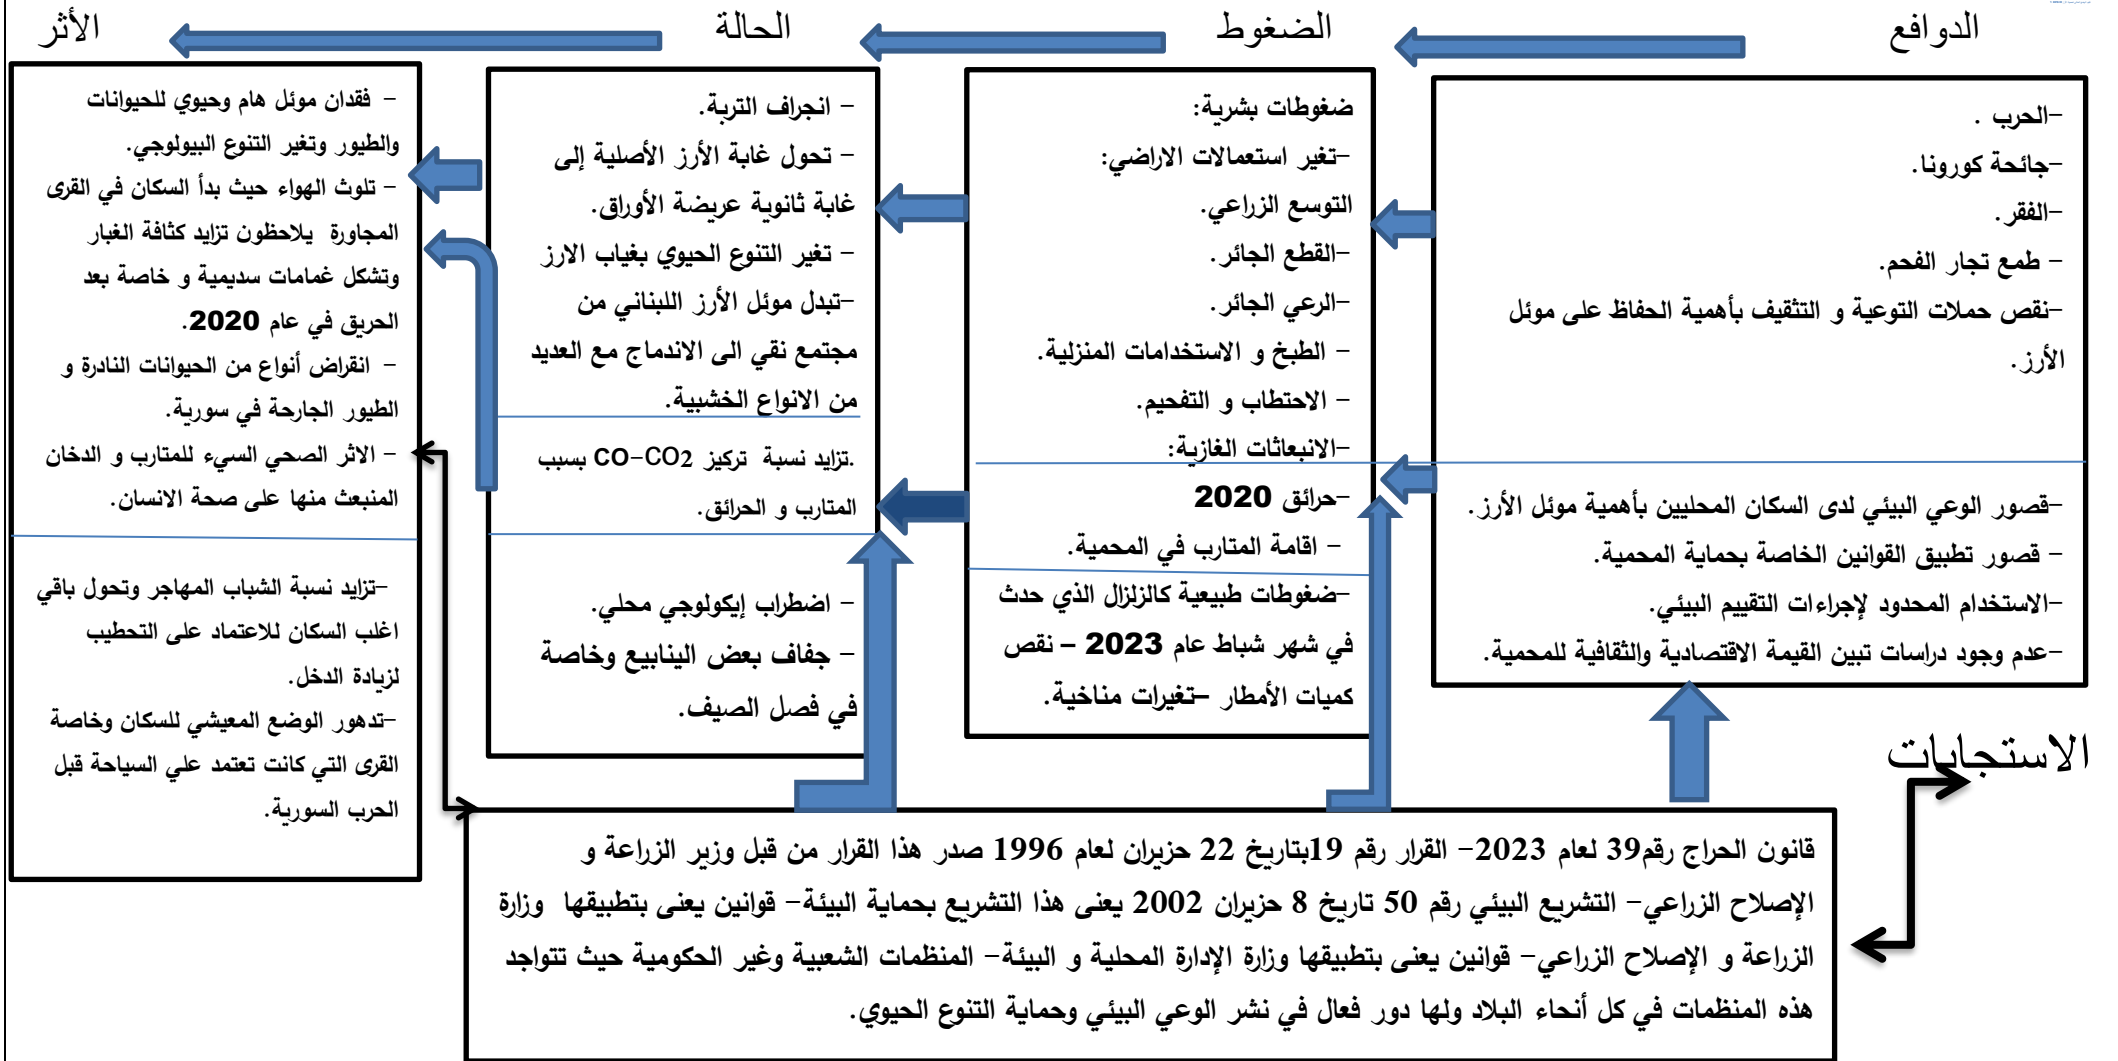 الدوافع
الضغوط
الحالة
الأثر
-الحرب .
-جائحة كورونا.
-الفقر.
- طمع تجار الفحم.
-نقص حملات التوعية و التثقيف بأهمية الحفاظ على موئل
الأرز.
-قصور الوعي البيئي لدى السكان المحليين بأهمية موئل الأرز.
- قصور تطبيق القوانين الخاصة بحماية المحمية.
-الاستخدام المحدود لإجراءات التقييم البيئي.
-عدم وجود دراسات تبين القيمة الاقتصادية والثقافية للمحمية.
ضغوطات بشرية:
-تغير استعمالات الاراضي:
التوسع الزراعي.
-القطع الجائر.
-الرعي الجائر.
- الطبخ و الاستخدامات المنزلية.
- الاحتطاب و التفحيم.
-الانبعاثات الغازية:
-حرائق 2020
- اقامة المتارب في المحمية.
-ضغوطات طبيعية كالزلزال الذي حدث
في شهر شباط عام 2023 – نقص
كميات الأمطار –تغيرات مناخية.
- انجراف التربة.
- تحول غابة الأرز الأصلية إلى
غابة ثانوية عريضة الأوراق.
- تغير التنوع الحيوي بغياب الارز
-تبدل موئل الأرز اللبناني من
مجتمع نقي الى الاندماج مع العديد
من الانواع الخشبية.
.تزايد نسبة تركيز CO-CO2 بسبب
المتارب و الحرائق.
- اضطراب إيكولوجي محلي.
- جفاف بعض الينابيع وخاصة
في فصل الصيف.
- فقدان موئل هام وحيوي للحيوانات
والطيور وتغير التنوع البيولوجي.
- تلوث الهواء حيث بدأ السكان في القرى
المجاورة يلاحظون تزايد كثافة الغبار
وتشكل غمامات سديمية و خاصة بعد
الحريق في عام 2020.
- انقراض أنواع من الحيوانات النادرة و
الطيور الجارحة في سورية.
- الاثر الصحي السيء للمتارب و الدخان
المنبعث منها على صحة الانسان.
-تزايد نسبة الشباب المهاجر وتحول باقي
اغلب السكان للاعتماد على التحطيب
لزيادة الدخل.
-تدهور الوضع المعيشي للسكان وخاصة
القرى التي كانت تعتمد علي السياحة قبل
الحرب السورية.
الاستجابات
قانون الحراج رقم39 لعام 2023- القرار رقم 19بتاريخ 22 حزيران لعام 1996 صدر هذا القرار من قبل وزير الزراعة و
الإصلاح الزراعي- التشريع البيئي رقم 50 تاريخ 8 حزيران 2002 يعنى هذا التشريع بحماية البيئة- قوانين يعنى بتطبيقها وزارة
الزراعة و الإصلاح الزراعي- قوانين يعنى بتطبيقها وزارة الإدارة المحلية و البيئة- المنظمات الشعبية وغير الحكومية حيث تتواجد
هذه المنظمات في كل أنحاء البلاد ولها دور فعال في نشر الوعي البيئي وحماية التنوع الحيوي.